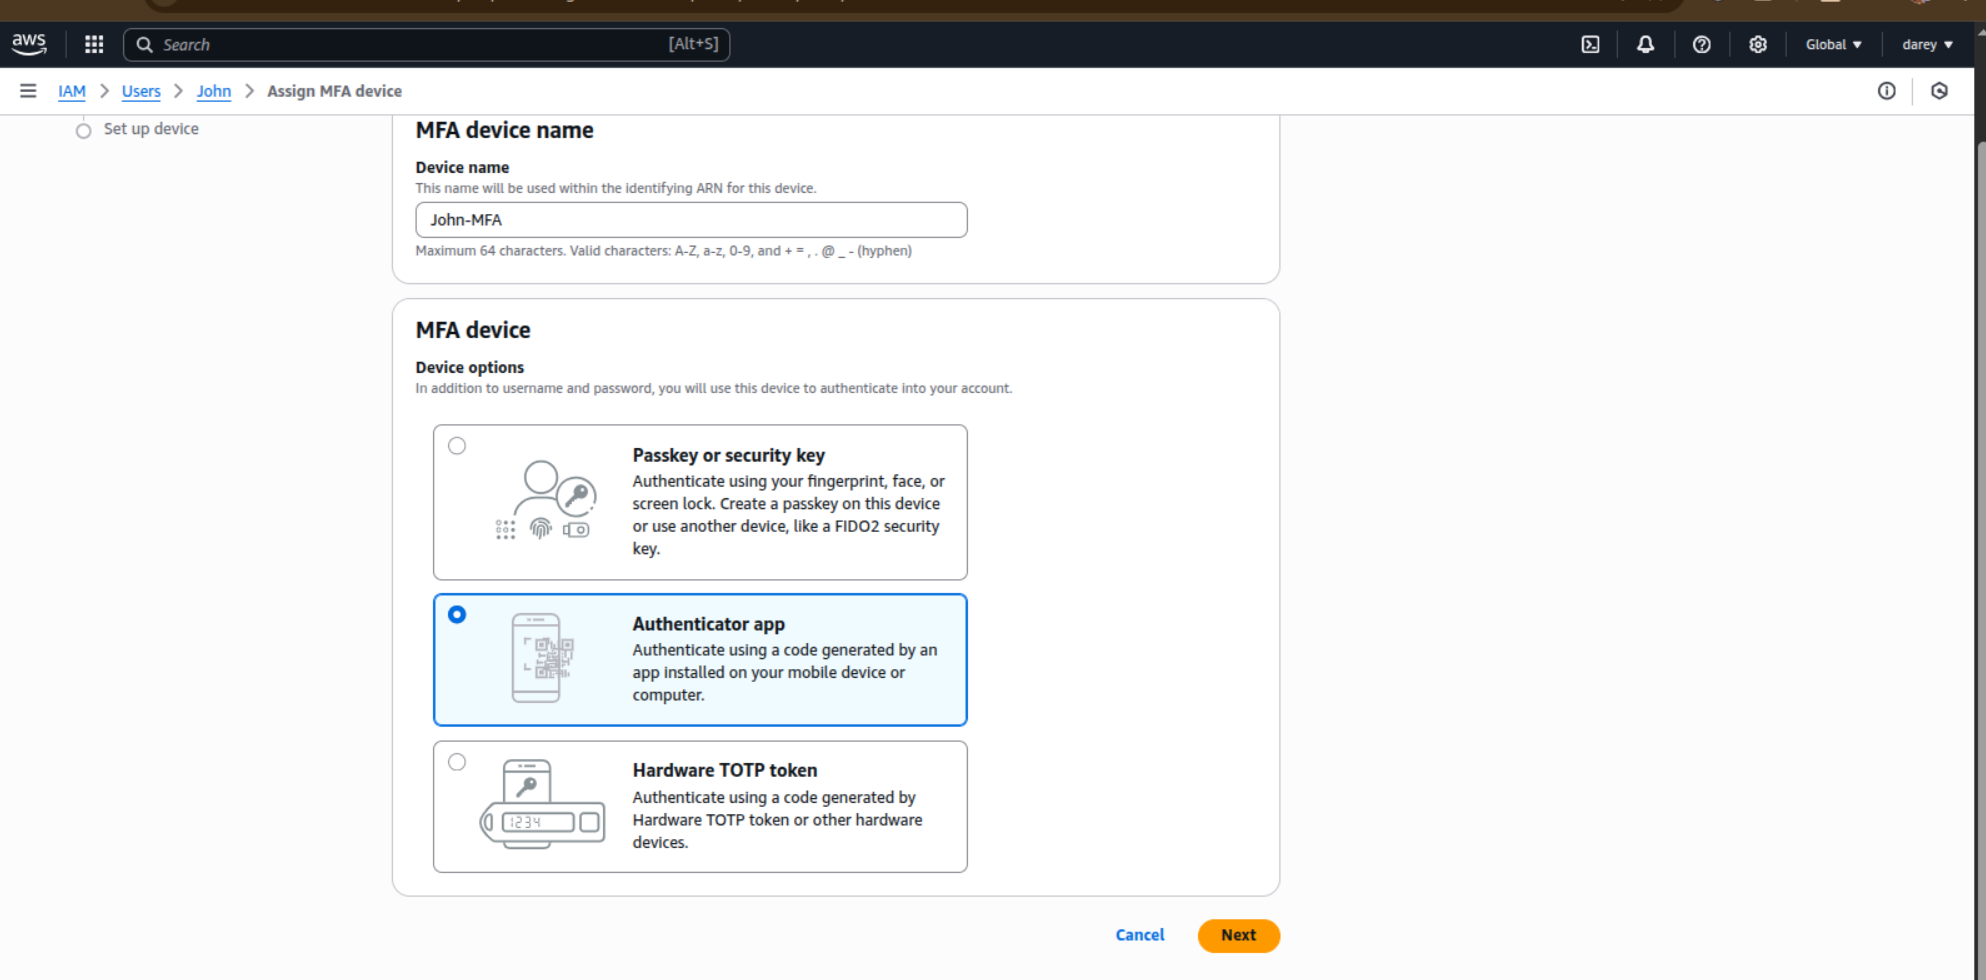 aws
Search
[Alt+S]
Global
darey
IAM
Users
John
Assign MFA device
Set up device
MFA device name
Device name
This name will be used within the identifying ARN for this device.
John-MFA
Maximum 64 characters. Valid characters: A-Z, a-z, 0-9, and + = , . @ _ - (hyphen)
MFA device
Device options
In addition to username and password, you will use this device to authenticate into your account.
Passkey or security key
Authenticate using your fingerprint, face, or
screen lock. Create a passkey on this device
or use another device, like a FIDO2 security
key.
Authenticator app
Authenticate using a code generated by an
app installed on your mobile device or
computer.
1234
Hardware TOTP token
Authenticate using a code generated by
Hardware TOTP token or other hardware
devices.
Cancel
Next